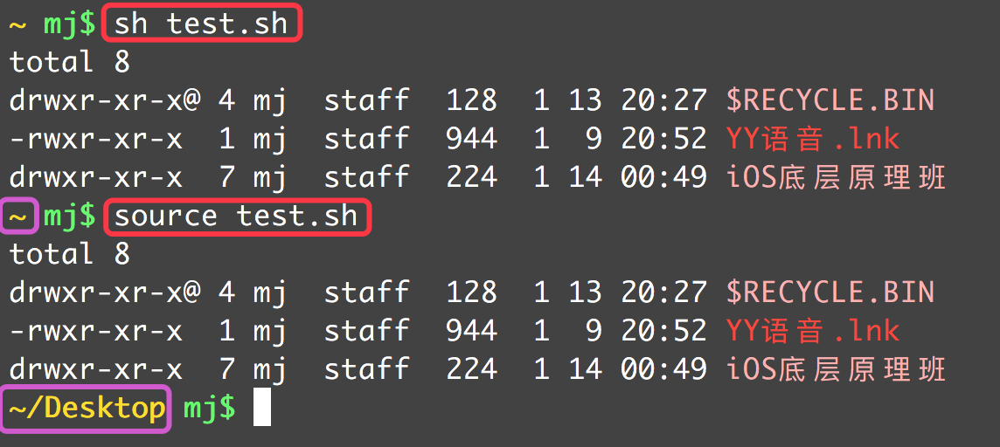 ~ mj$ sh test.sh
total 8
drwxr-xr-x@ 4 mj  staff  128  1 13 20:27 $RECYCLE.BIN
-rwxr-xr-x  1 mj  staff  944  1  9 20:52 YY语音.lnk
drwxr-xr-x  7 mj  staff  224  1 14 00:49 iOS底层原理班
~ mj$ source test.sh
total 8
drwxr-xr-x@ 4 mj  staff  128  1 13 20:27 $RECYCLE.BIN
-rwxr-xr-x  1 mj  staff  944  1  9 20:52 YY语音.lnk
drwxr-xr-x  7 mj  staff  224  1 14 00:49 iOS底层原理班
~/Desktop mj$